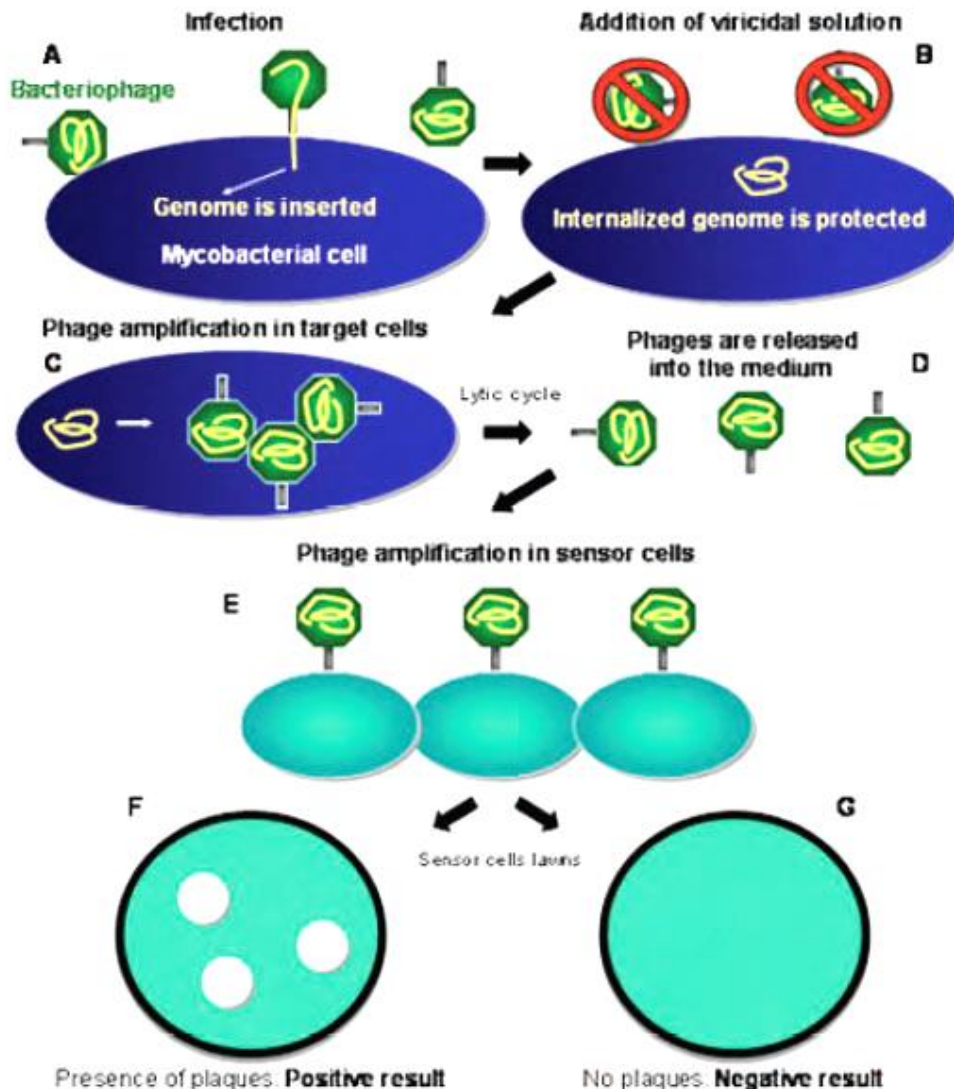 Infection
Addition of viricidal solution
A
B
Bacteriophage
Genome is inserted
Mycobacterial cell
Internalized genome is protected
Phage amplification in target cells
Phages are released
into the medium
C
D
Lytic cycle
Phage amplification in sensor cells
E
F
G
Sensor cells lawns
Presence of plaques: Positive result
No plaques: Negative result